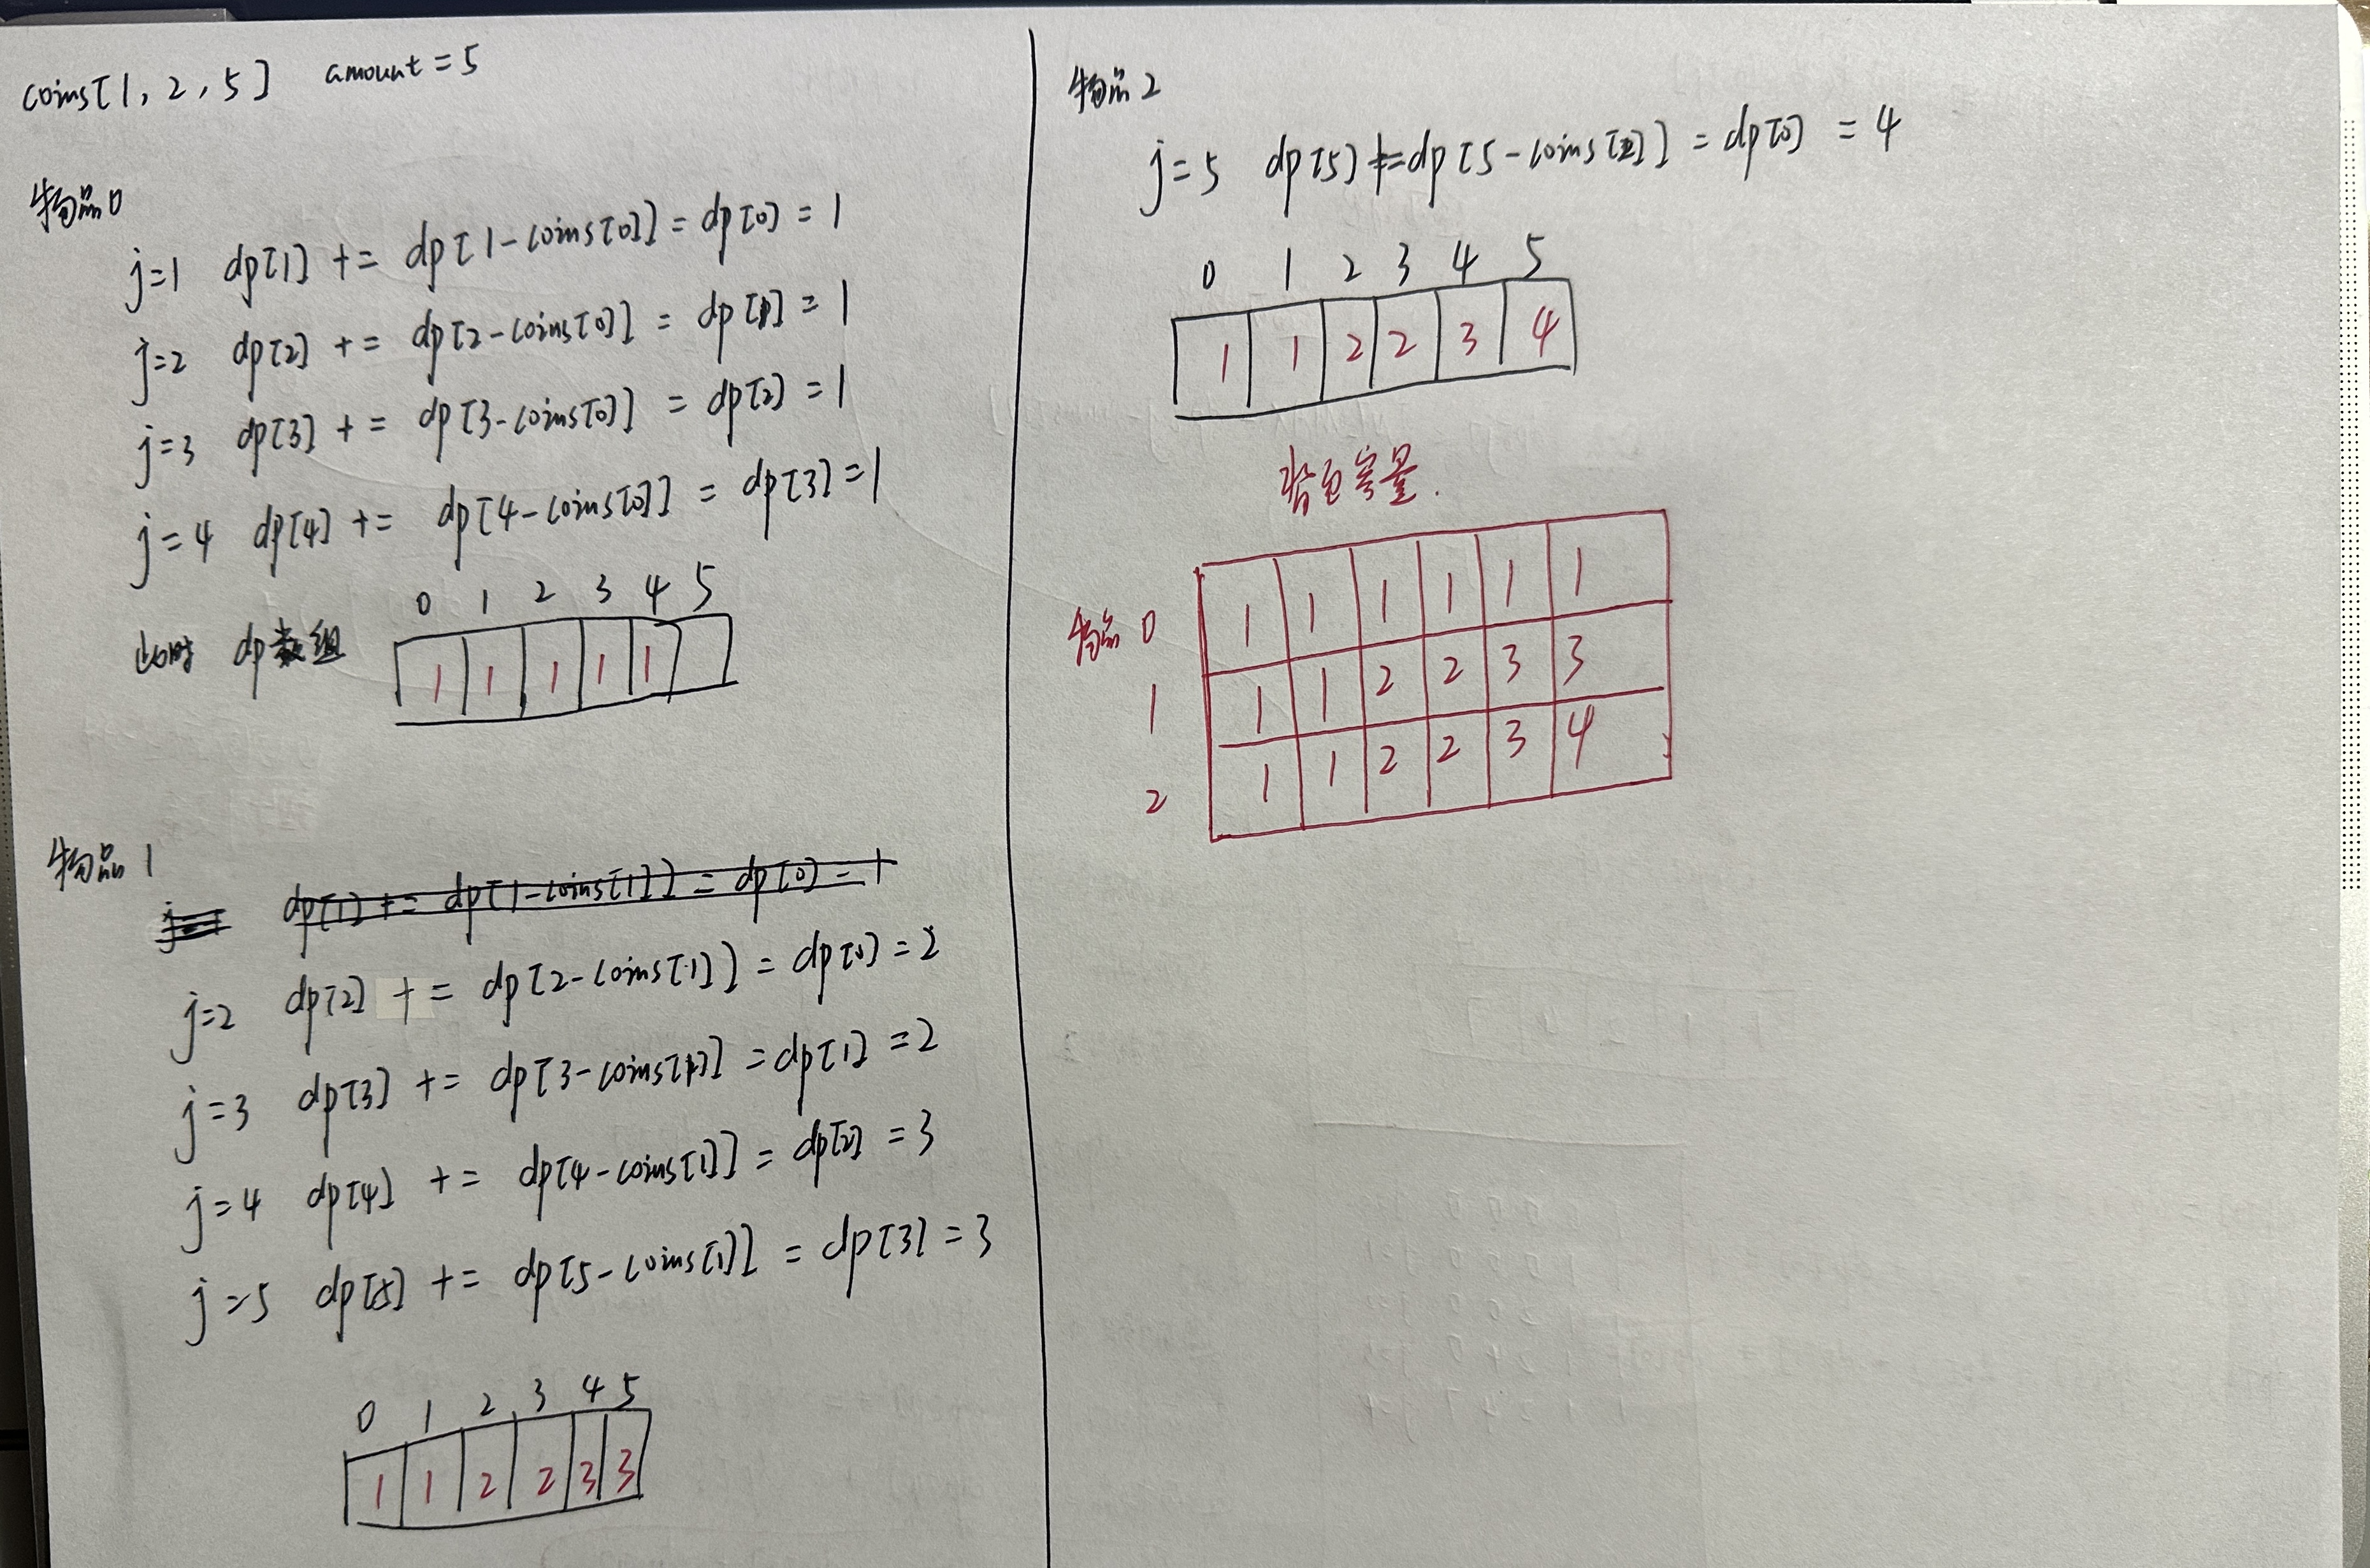 coins[1, 2, 5]  amount = 5
物品0
j=1  dp[1] += dp[1-coins[0]] = dp[0] = 1
j=2  dp[2] += dp[2-coins[0]] = dp[1] = 1
j=3  dp[3] += dp[3-coins[0]] = dp[2] = 1
j=4  dp[4] += dp[4-coins[0]] = dp[3] = 1
0 1 2 3 4 5
此时 dp数组
1 1 1 1 1
物品1
dp[1] += dp[1-coins[1]] = dp[0] = 1
j=2  dp[2] += dp[2-coins[1]] = dp[0] = 2
j=3  dp[3] += dp[3-coins[1]] = dp[1] = 2
j=4  dp[4] += dp[4-coins[1]] = dp[2] = 3
j=5  dp[5] += dp[5-coins[1]] = dp[3] = 3
0 1 2 3 4 5
1 1 2 2 3 3
物品2
j=5  dp[5] += dp[5-coins[2]] = dp[0] = 4
0 1 2 3 4 5
1 1 2 2 3 4
背包容量.
物品 0 1 1 1 1 1 1
1 1 1 2 2 3 3
2 1 1 2 2 3 4